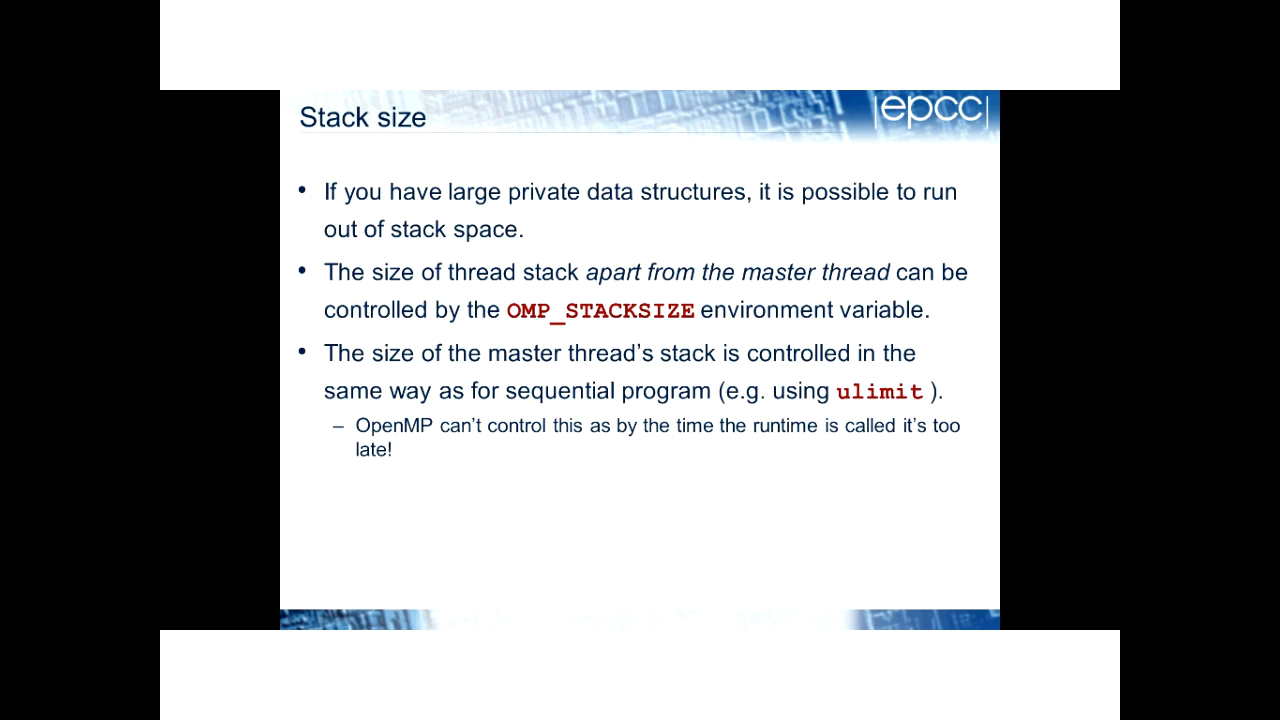 Stack size
|epcc|
• If you have large private data structures, it is possible to run
out of stack space.
• The size of thread stack apart from the master thread can be
controlled by the OMP_STACKSIZE environment variable.
• The size of the master thread’s stack is controlled in the
same way as for sequential program (e.g. using ulimit ).
– OpenMP can’t control this as by the time the runtime is called it’s too
late!